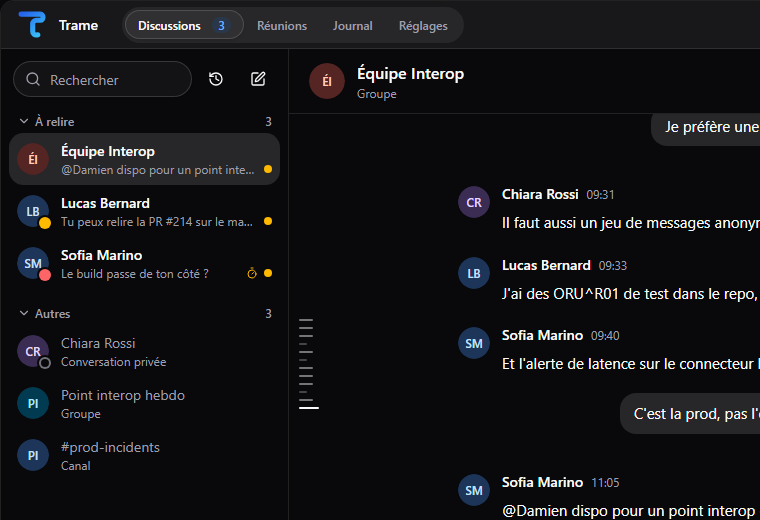 Trame
Discussions 3 Réunions Journal Réglages
Rechercher
À relire 3
ÉI Équipe Interop
@Damien dispo pour un point inte...
LB Lucas Bernard
Tu peux relire la PR #214 sur le ma...
SM Sofia Marino
Le build passe de ton côté ?
Autres 3
CR Chiara Rossi
Conversation privée
PI Point interop hebdo
Groupe
PI #prod-incidents
Canal
ÉI Équipe Interop
Groupe
Je préfère une
CR Chiara Rossi 09:31
Il faut aussi un jeu de messages anonym
LB Lucas Bernard 09:33
J'ai des ORU^R01 de test dans le repo,
SM Sofia Marino 09:40
Et l'alerte de latence sur le connecteur
C'est la prod, pas l'
SM Sofia Marino 11:05
@Damien dispo pour un point interop